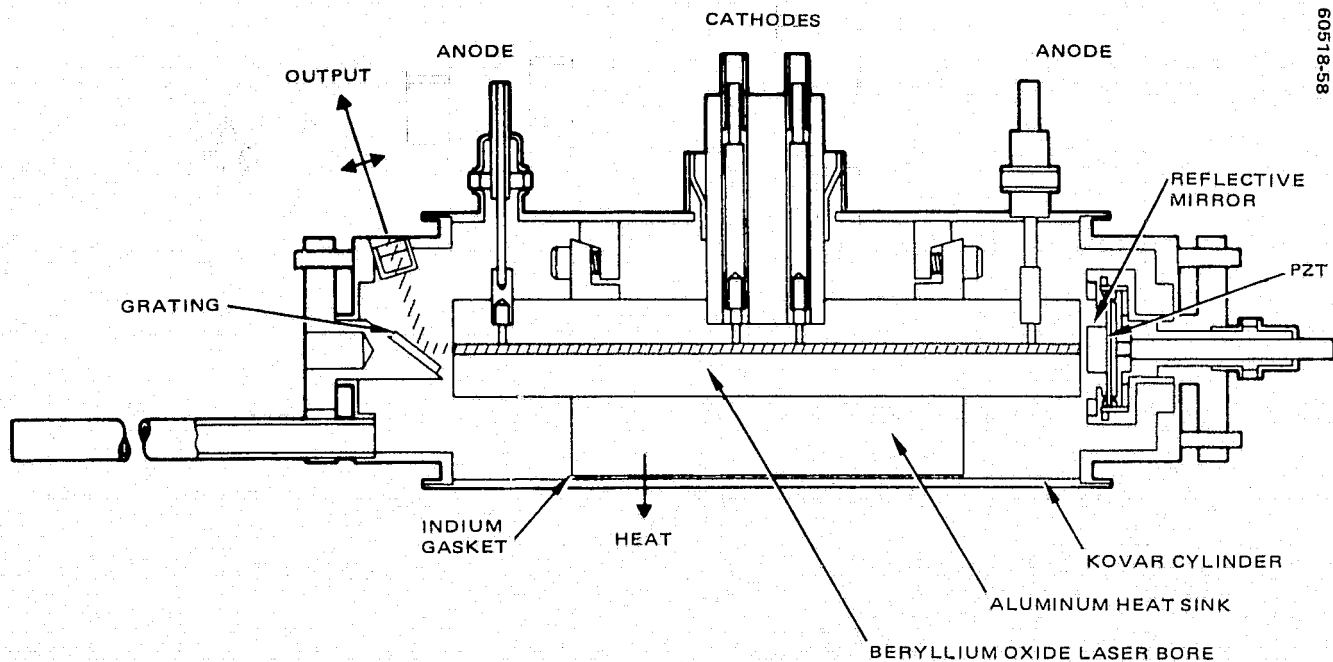 60518-58
CATHODES
ANODE
ANODE
OUTPUT
REFLECTIVE
MIRROR
PZT
GRATING
INDIUM
GASKET
HEAT
KOVAR CYLINDER
ALUMINUM HEAT SINK
BERYLLIUM OXIDE LASER BORE